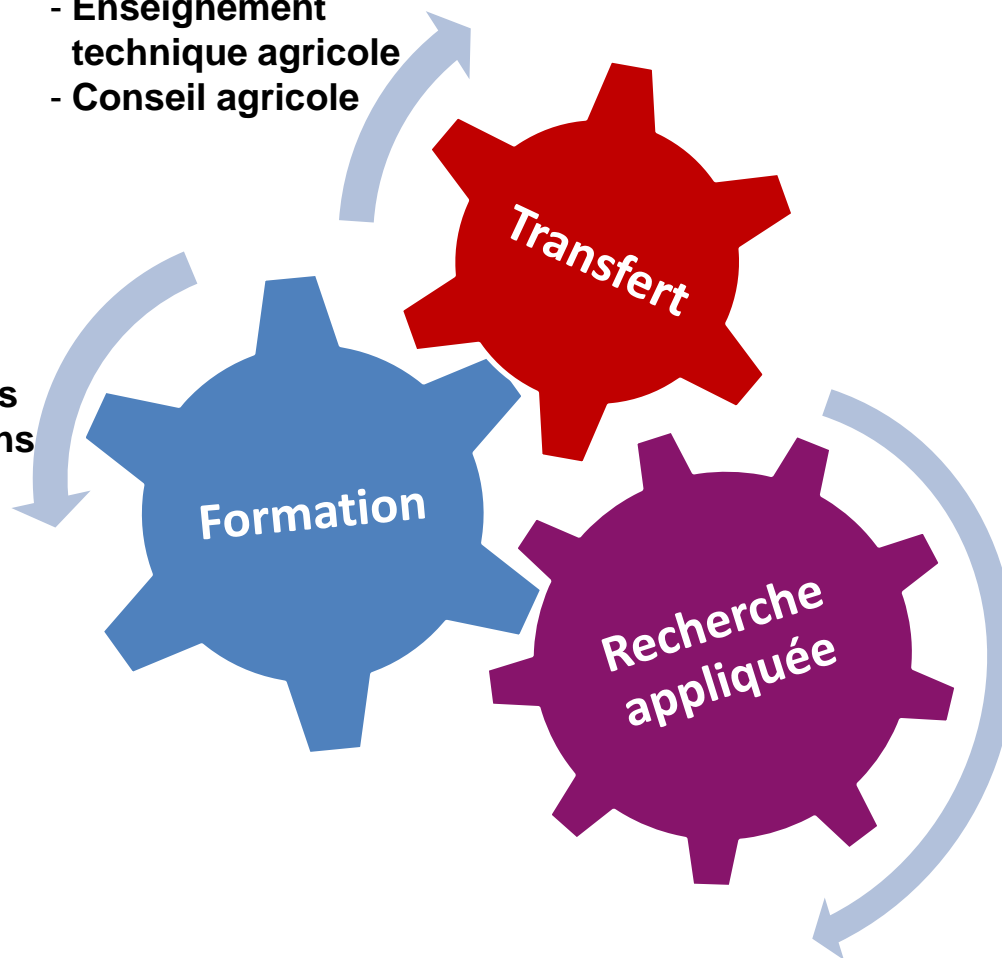 - Enseignement
technique agricole
- Conseil agricole
Transfert
Formation
Recherche
appliquée